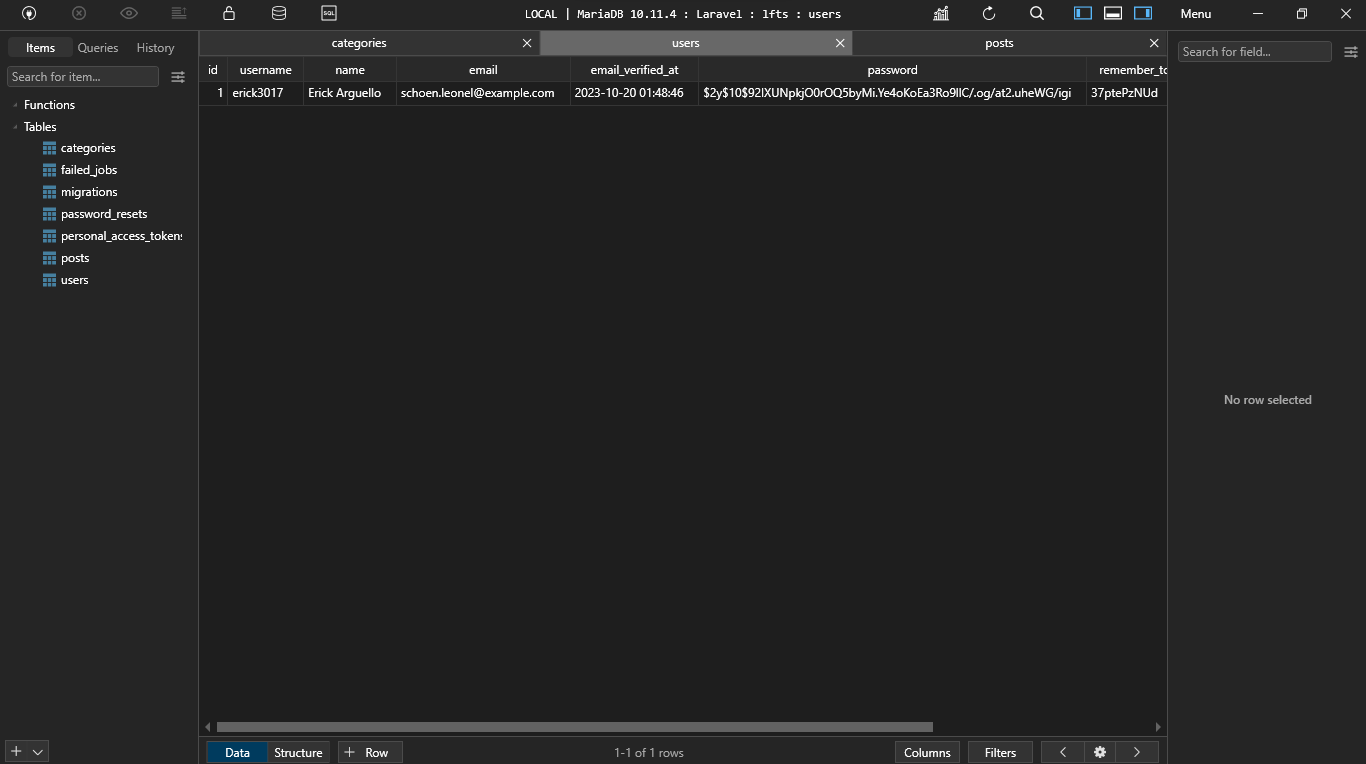 SQL
LOCAL | MariaDB 10.11.4 : Laravel : lfts : users
Menu
Items Queries History
Search for item...
Functions
Tables
categories
failed_jobs
migrations
password_resets
personal_access_tokens
posts
users
categories users posts
id username name email email_verified_at password remember_to
1 erick3017 Erick Arguello schoen.leonel@example.com 2023-10-20 01:48:46 $2y$10$92IXUNpkjO0rOQ5byMi.Ye4oKoEa3Ro9llC/.og/at2.uheWG/igi 37ptePzNUd
Search for field...
No row selected
Data Structure + Row
1-1 of 1 rows
Columns Filters